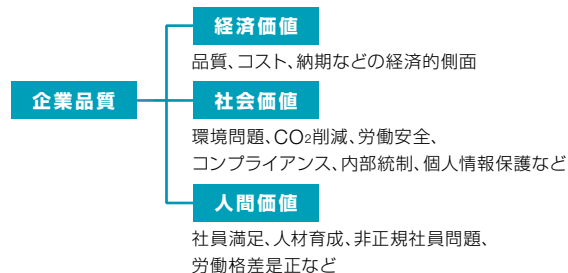 経済価値
品質、コスト、納期などの経済的側面
企業品質
社会価値
環境問題、CO₂削減、労働安全、
コンプライアンス、内部統制、個人情報保護など
人間価値
社員満足、人材育成、非正規社員問題、
労働格差是正など